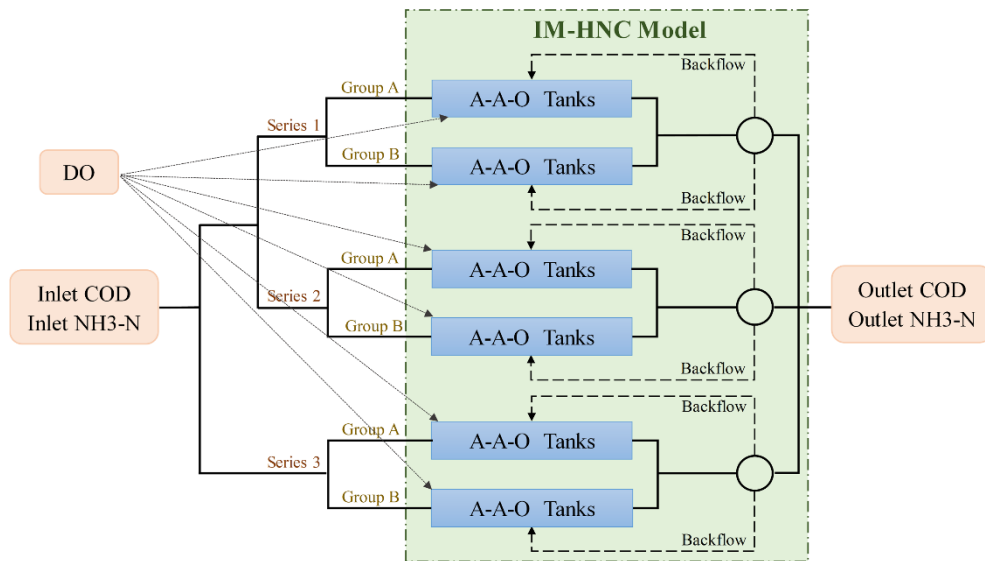 IM-HNC Model
Backflow
Group A
A-A-O Tanks
Series 1
Group B
A-A-O Tanks
Backflow
DO
Backflow
Group A
A-A-O Tanks
Inlet COD
Inlet NH3-N
Series 2
Outlet COD
Outlet NH3-N
Group B
A-A-O Tanks
Backflow
Backflow
Group A
A-A-O Tanks
Series 3
Group B
A-A-O Tanks
Backflow